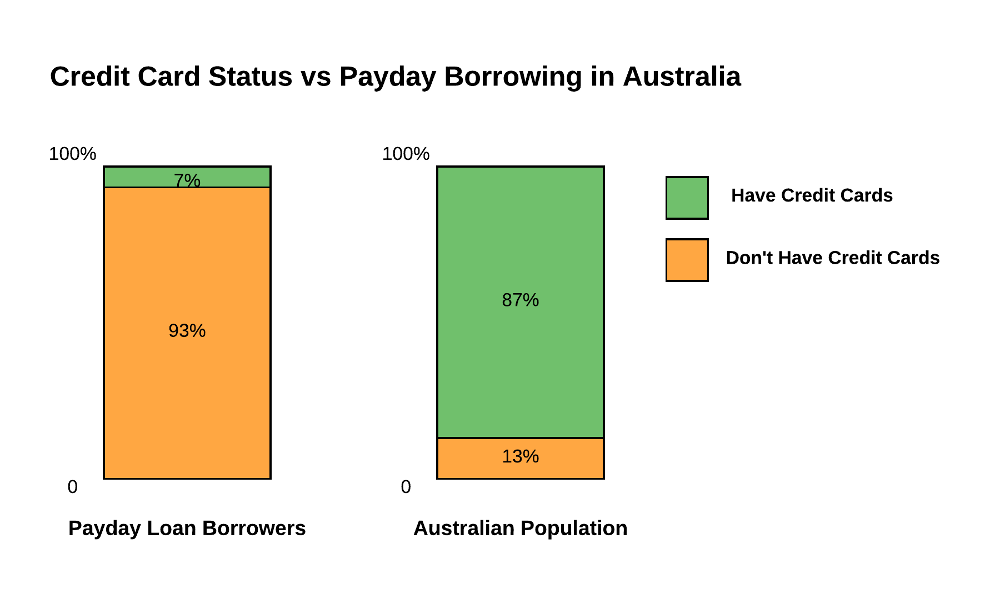 Credit Card Status vs Payday Borrowing in Australia
100%
7%
93%
0
Payday Loan Borrowers
100%
87%
13%
0
Australian Population
Have Credit Cards
Don't Have Credit Cards